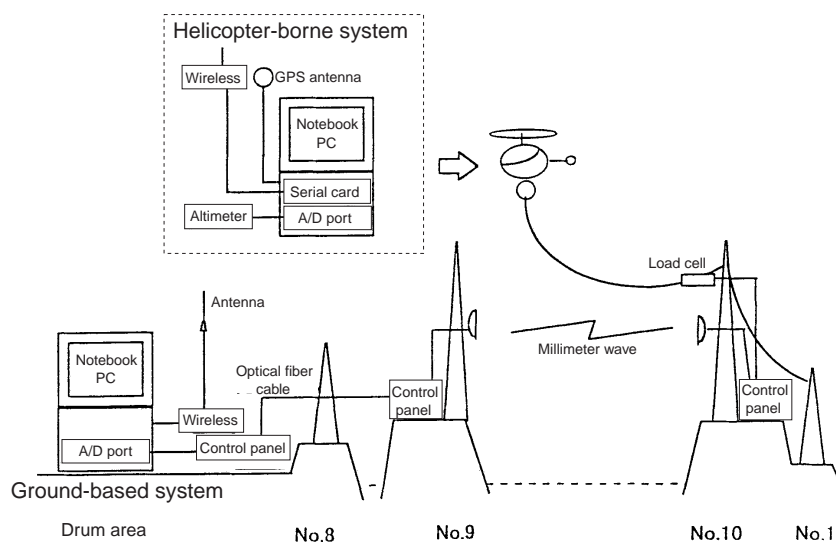 Helicopter-borne system
Wireless
GPS antenna
Notebook
PC
Serial card
Altimeter
A/D port
Load cell
Antenna
Millimeter wave
Notebook
PC
Optical fiber
cable
Control
panel
Control
panel
Wireless
A/D port
Control panel
Ground-based system
Drum area
No.8
No.9
No.10
No.1